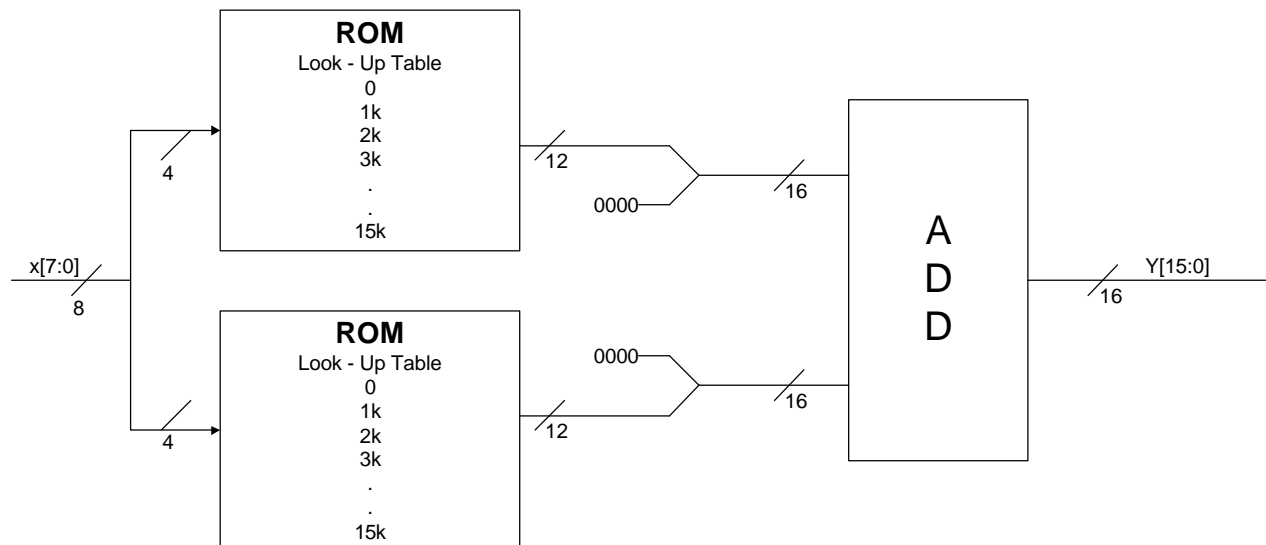 ROM
Look - Up Table
0
1k
2k
3k
.
.
15k
4
12
0000
16
x[7:0]
8
A
D
D
Y[15:0]
16
ROM
Look - Up Table
0
1k
2k
3k
.
.
15k
4
12
0000
16